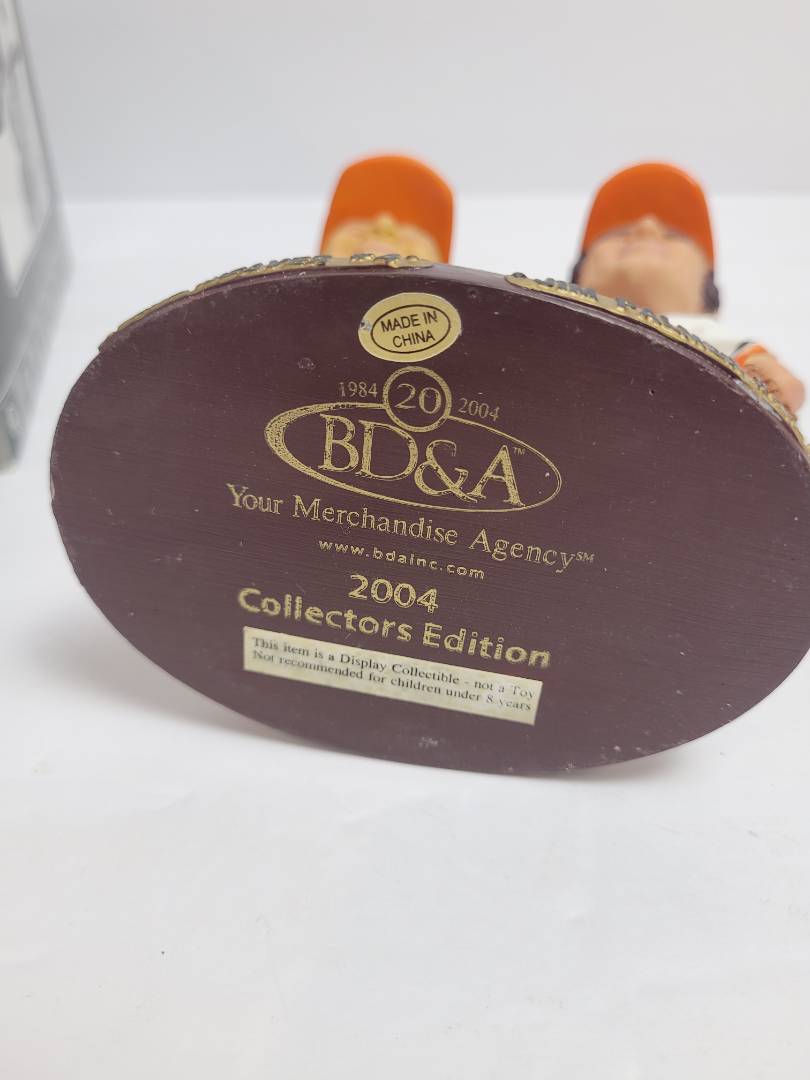 MADE IN
CHINA
1984 20 2004
BD&A™
Your Merchandise Agency℠
www.bdainc.com
2004
Collectors Edition
This item is a Display Collectible - not a Toy
Not recommended for children under 8 years